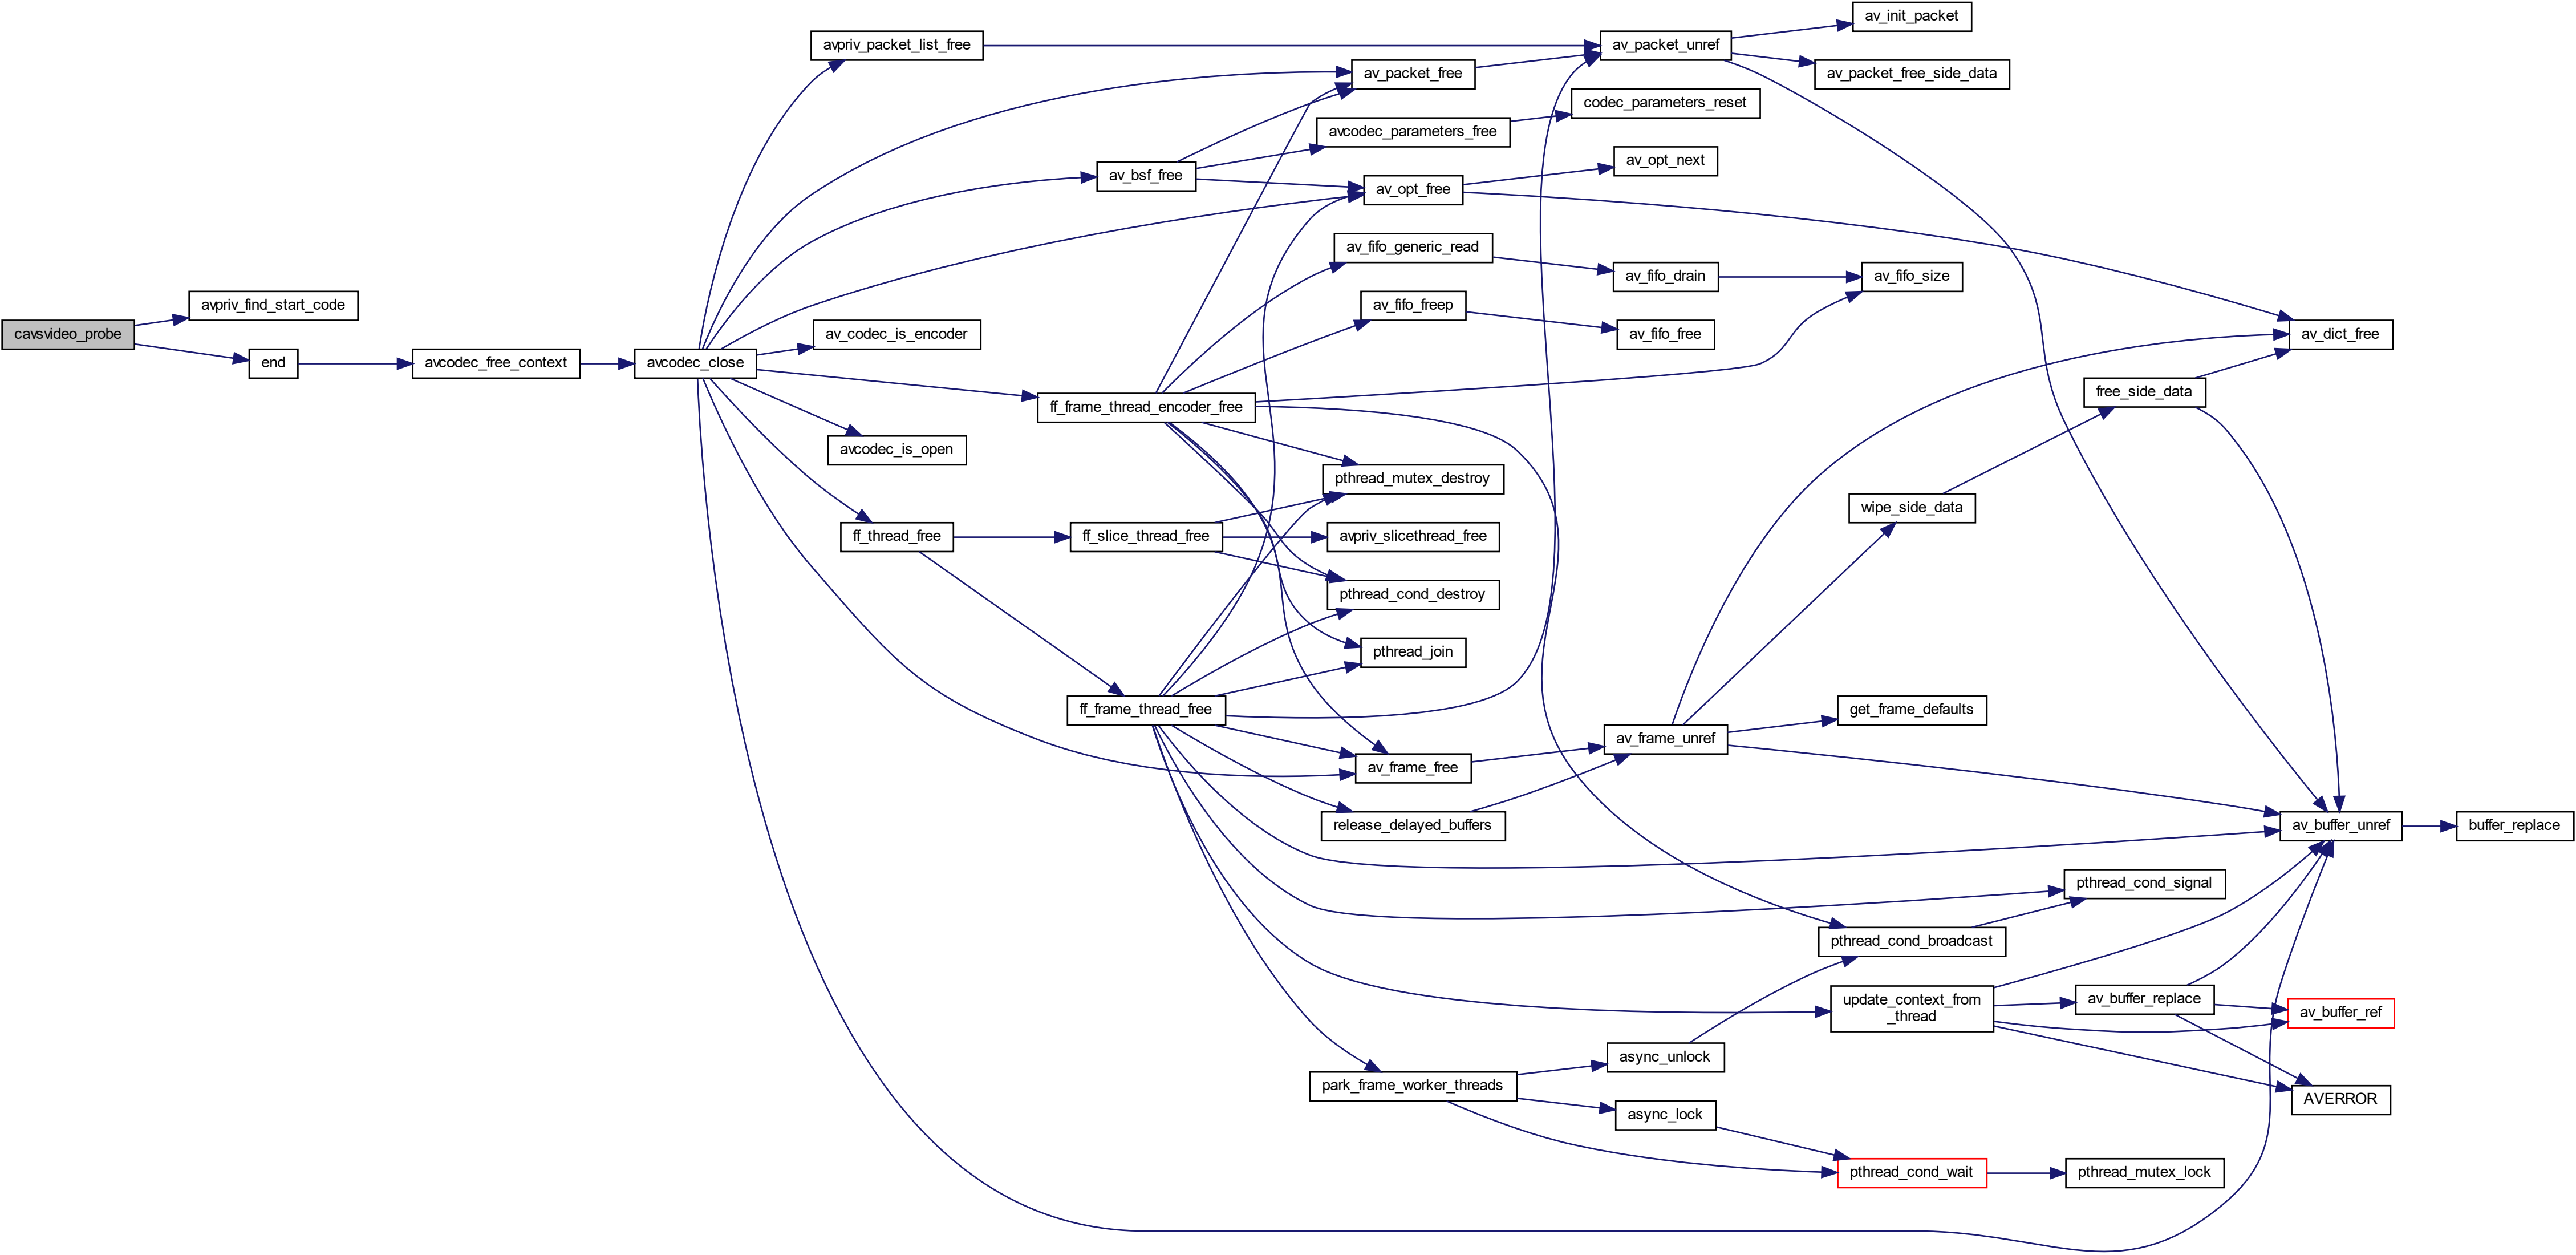 cavsvideo_probe
avpriv_find_start_code
end
avcodec_free_context
avcodec_close
avpriv_packet_list_free
av_codec_is_encoder
avcodec_is_open
ff_thread_free
av_bsf_free
ff_frame_thread_encoder_free
ff_slice_thread_free
ff_frame_thread_free
av_packet_free
avcodec_parameters_free
av_opt_free
av_fifo_generic_read
av_fifo_freep
pthread_mutex_destroy
avpriv_slicethread_free
pthread_cond_destroy
pthread_join
av_frame_free
release_delayed_buffers
park_frame_worker_threads
av_packet_unref
codec_parameters_reset
av_opt_next
av_fifo_drain
av_fifo_free
av_frame_unref
async_unlock
async_lock
av_init_packet
av_packet_free_side_data
av_fifo_size
wipe_side_data
get_frame_defaults
pthread_cond_broadcast
update_context_from
_thread
pthread_cond_wait
free_side_data
pthread_cond_signal
av_buffer_replace
pthread_mutex_lock
av_dict_free
av_buffer_unref
av_buffer_ref
AVERROR
buffer_replace